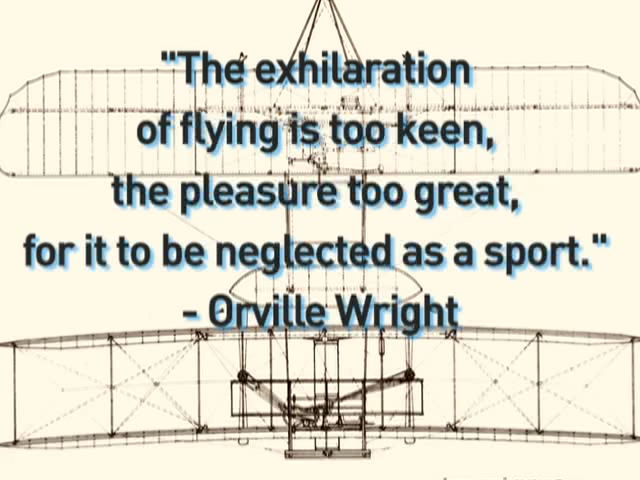 "The exhilaration
of flying is too keen,
the pleasure too great,
for it to be neglected as a sport."
- Orville Wright